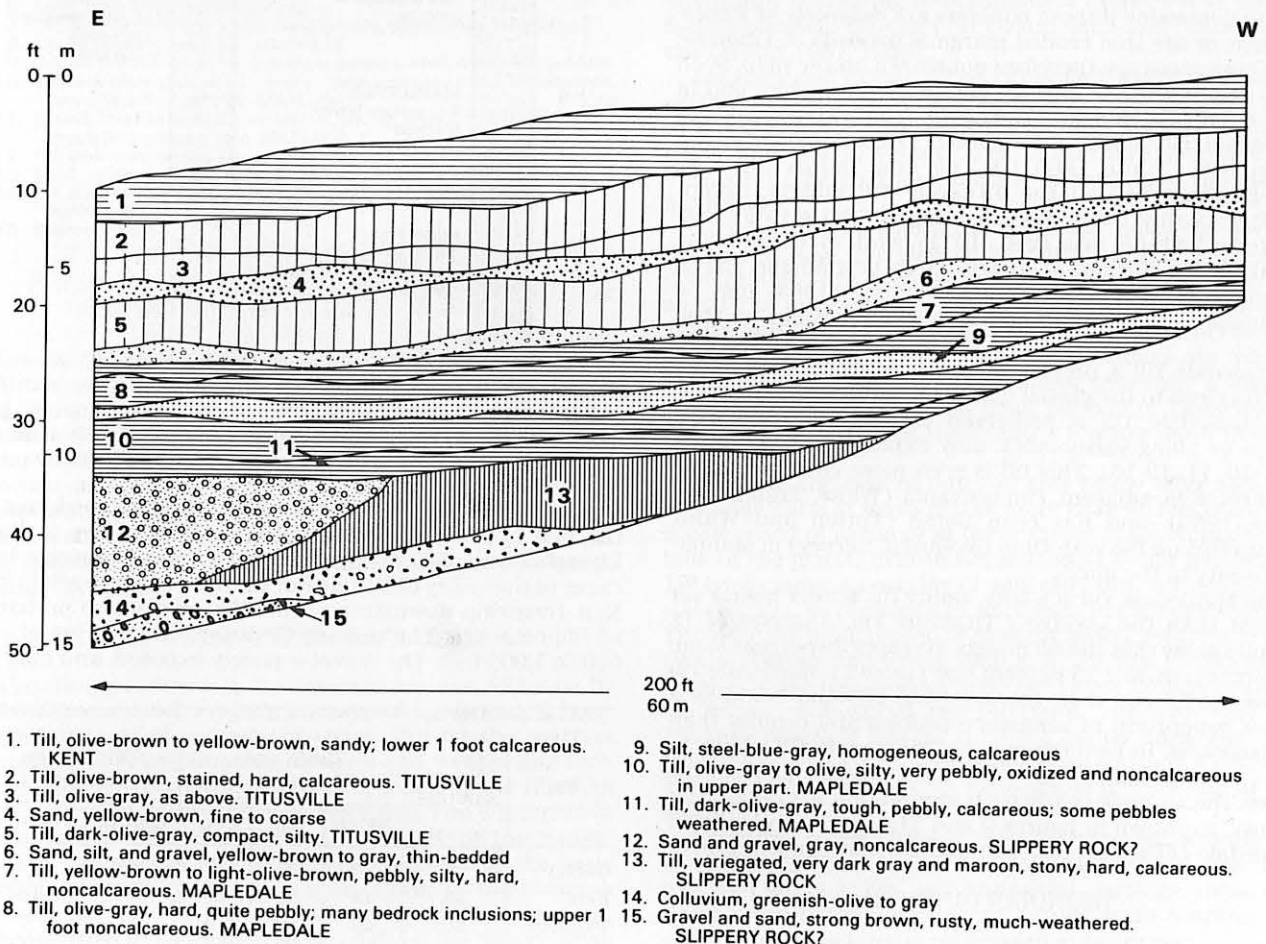 E
W
ft m
0 0
10
5
20
30
10
40
50 15
1
2
3
4
5
6
7
8
9
10
11
12
13
14
15
200 ft
60 m
1. Till, olive-brown to yellow-brown, sandy; lower 1 foot calcareous.
KENT
2. Till, olive-brown, stained, hard, calcareous. TITUSVILLE
3. Till, olive-gray, as above. TITUSVILLE
4. Sand, yellow-brown, fine to coarse
5. Till, dark-olive-gray, compact, silty. TITUSVILLE
6. Sand, silt, and gravel, yellow-brown to gray, thin-bedded
7. Till, yellow-brown to light-olive-brown, pebbly, silty, hard,
noncalcareous. MAPLEDALE
8. Till, olive-gray, hard, quite pebbly; many bedrock inclusions; upper 1
foot noncalcareous. MAPLEDALE
9. Silt, steel-blue-gray, homogeneous, calcareous
10. Till, olive-gray to olive, silty, very pebbly, oxidized and noncalcareous
in upper part. MAPLEDALE
11. Till, dark-olive-gray, tough, pebbly, calcareous; some pebbles
weathered. MAPLEDALE
12. Sand and gravel, gray, noncalcareous. SLIPPERY ROCK?
13. Till, variegated, very dark gray and maroon, stony, hard, calcareous.
SLIPPERY ROCK
14. Colluvium, greenish-olive to gray
15. Gravel and sand, strong brown, rusty, much-weathered.
SLIPPERY ROCK?